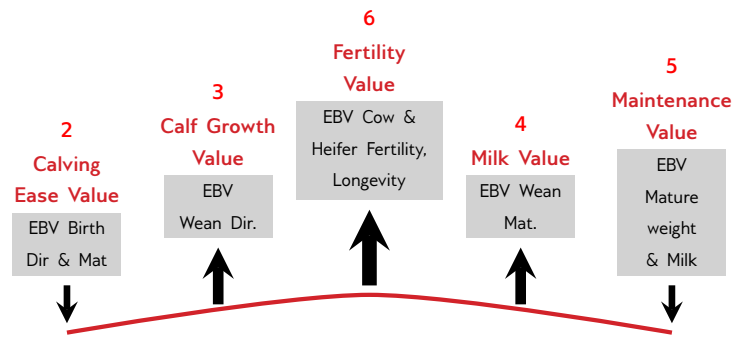 2
Calving
Ease Value
EBV Birth
Dir & Mat
3
Calf Growth
Value
EBV
Wean Dir.
6
Fertility
Value
EBV Cow &
Heifer Fertility,
Longevity
4
Milk Value
EBV Wean
Mat.
5
Maintenance
Value
EBV
Mature
weight
& Milk